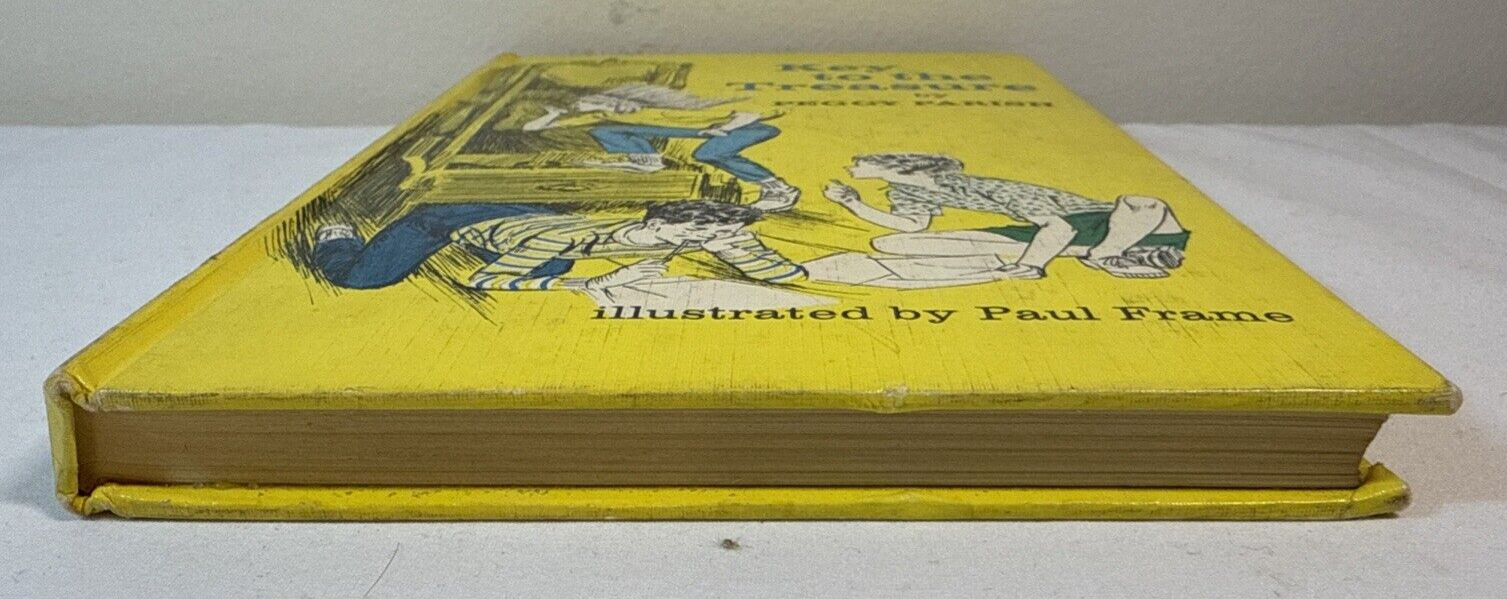 Key
to the
Treasure
by
PEGGY PARISH
illustrated by Paul Frame